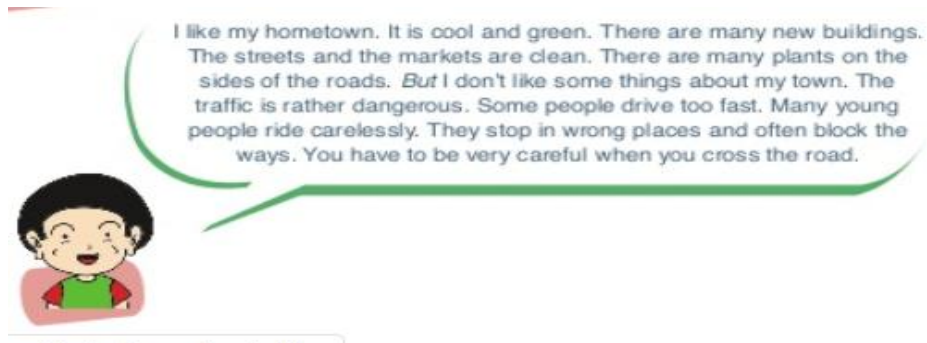 I like my hometown. It is cool and green. There are many new buildings.
The streets and the markets are clean. There are many plants on the
sides of the roads. But I don't like some things about my town. The
traffic is rather dangerous. Some people drive too fast. Many young
people ride carelessly. They stop in wrong places and often block the
ways. You have to be very careful when you cross the road.